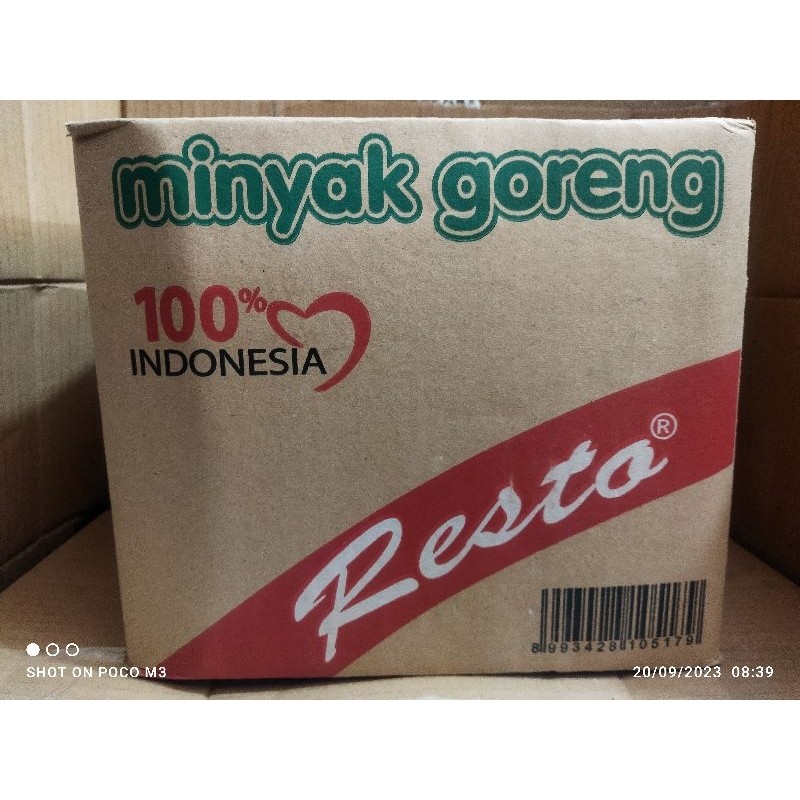 minyak goreng
100%
INDONESIA
Resto®
8 993428 105179
SHOT ON POCO M3
20/09/2023 08:39